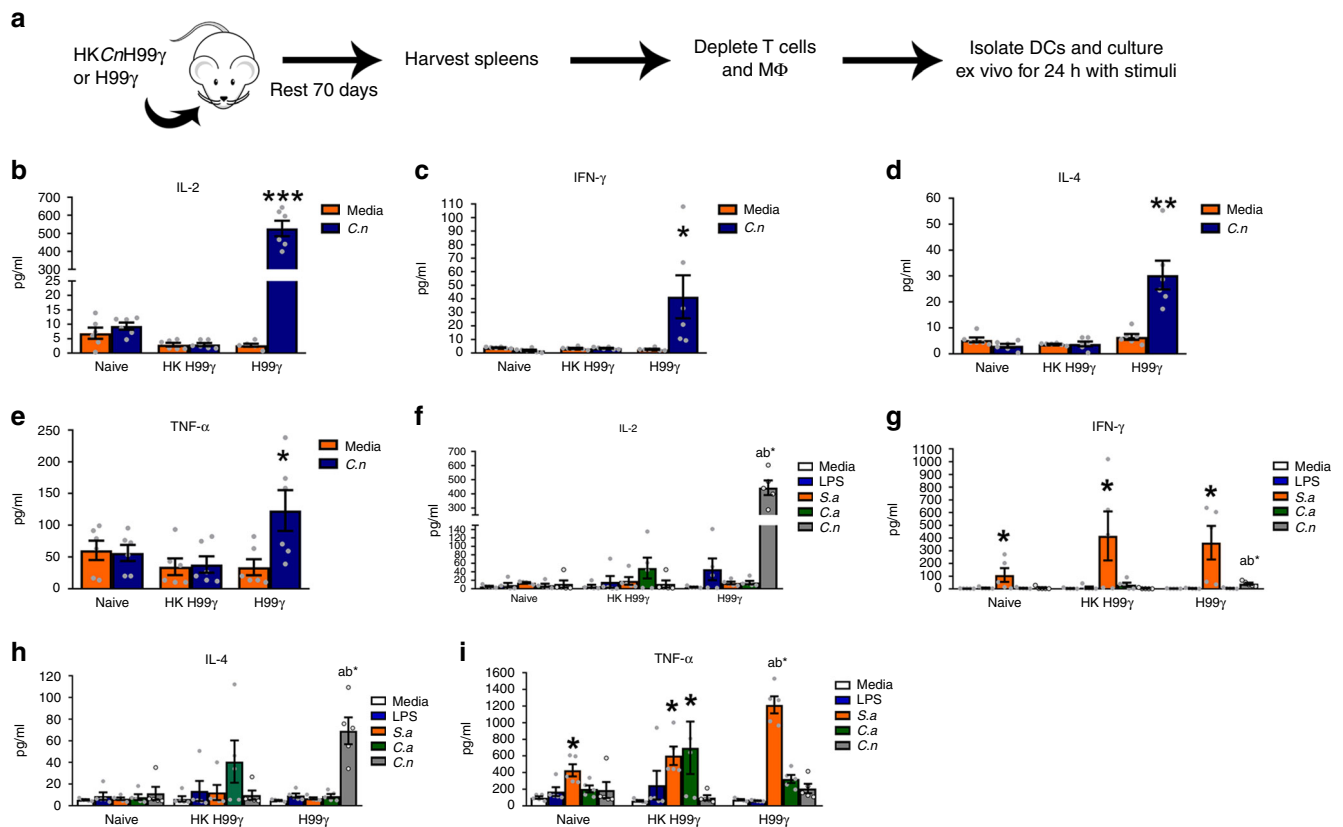 a
HKCnH99γ
or H99γ
Rest 70 days
Harvest spleens
Deplete T cells
and MΦ
Isolate DCs and culture
ex vivo for 24 h with stimuli
b
IL-2
pg/ml
700
600
500
400
300
25
20
15
10
5
0
***
Media
C.n
Naive
HK H99γ
H99γ
c
IFN-γ
pg/ml
110
100
90
80
70
60
50
40
30
20
10
0
*
Media
C.n
Naive
HK H99γ
H99γ
d
IL-4
pg/ml
60
50
40
30
20
10
0
**
Media
C.n
Naive
HK H99γ
H99γ
e
TNF-α
pg/ml
250
200
150
100
50
0
*
Media
C.n
Naive
HK H99γ
H99γ
f
IL-2
pg/ml
700
600
500
400
300
200
140
120
100
80
60
40
20
0
ab*
Media
LPS
S.a
C.a
C.n
Naive
HK H99γ
H99γ
g
IFN-γ
pg/ml
1100
1000
900
800
700
600
500
400
300
200
100
0
*
*
*
ab*
Media
LPS
S.a
C.a
C.n
Naive
HK H99γ
H99γ
h
IL-4
pg/ml
120
100
80
60
40
20
0
ab*
Media
LPS
S.a
C.a
C.n
Naive
HK H99γ
H99γ
i
TNF-α
pg/ml
1600
1400
1200
1000
800
600
400
200
0
*
* *
ab*
Media
LPS
S.a
C.a
C.n
Naive
HK H99γ
H99γ